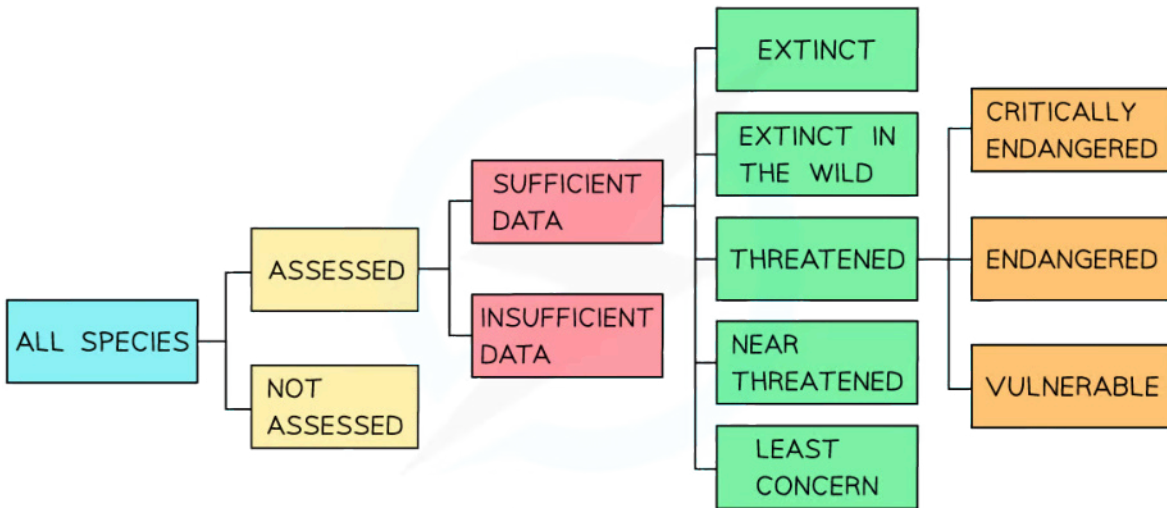 ALL SPECIES
ASSESSED
NOT
ASSESSED
SUFFICIENT
DATA
INSUFFICIENT
DATA
EXTINCT
EXTINCT IN
THE WILD
THREATENED
NEAR
THREATENED
LEAST
CONCERN
CRITICALLY
ENDANGERED
ENDANGERED
VULNERABLE